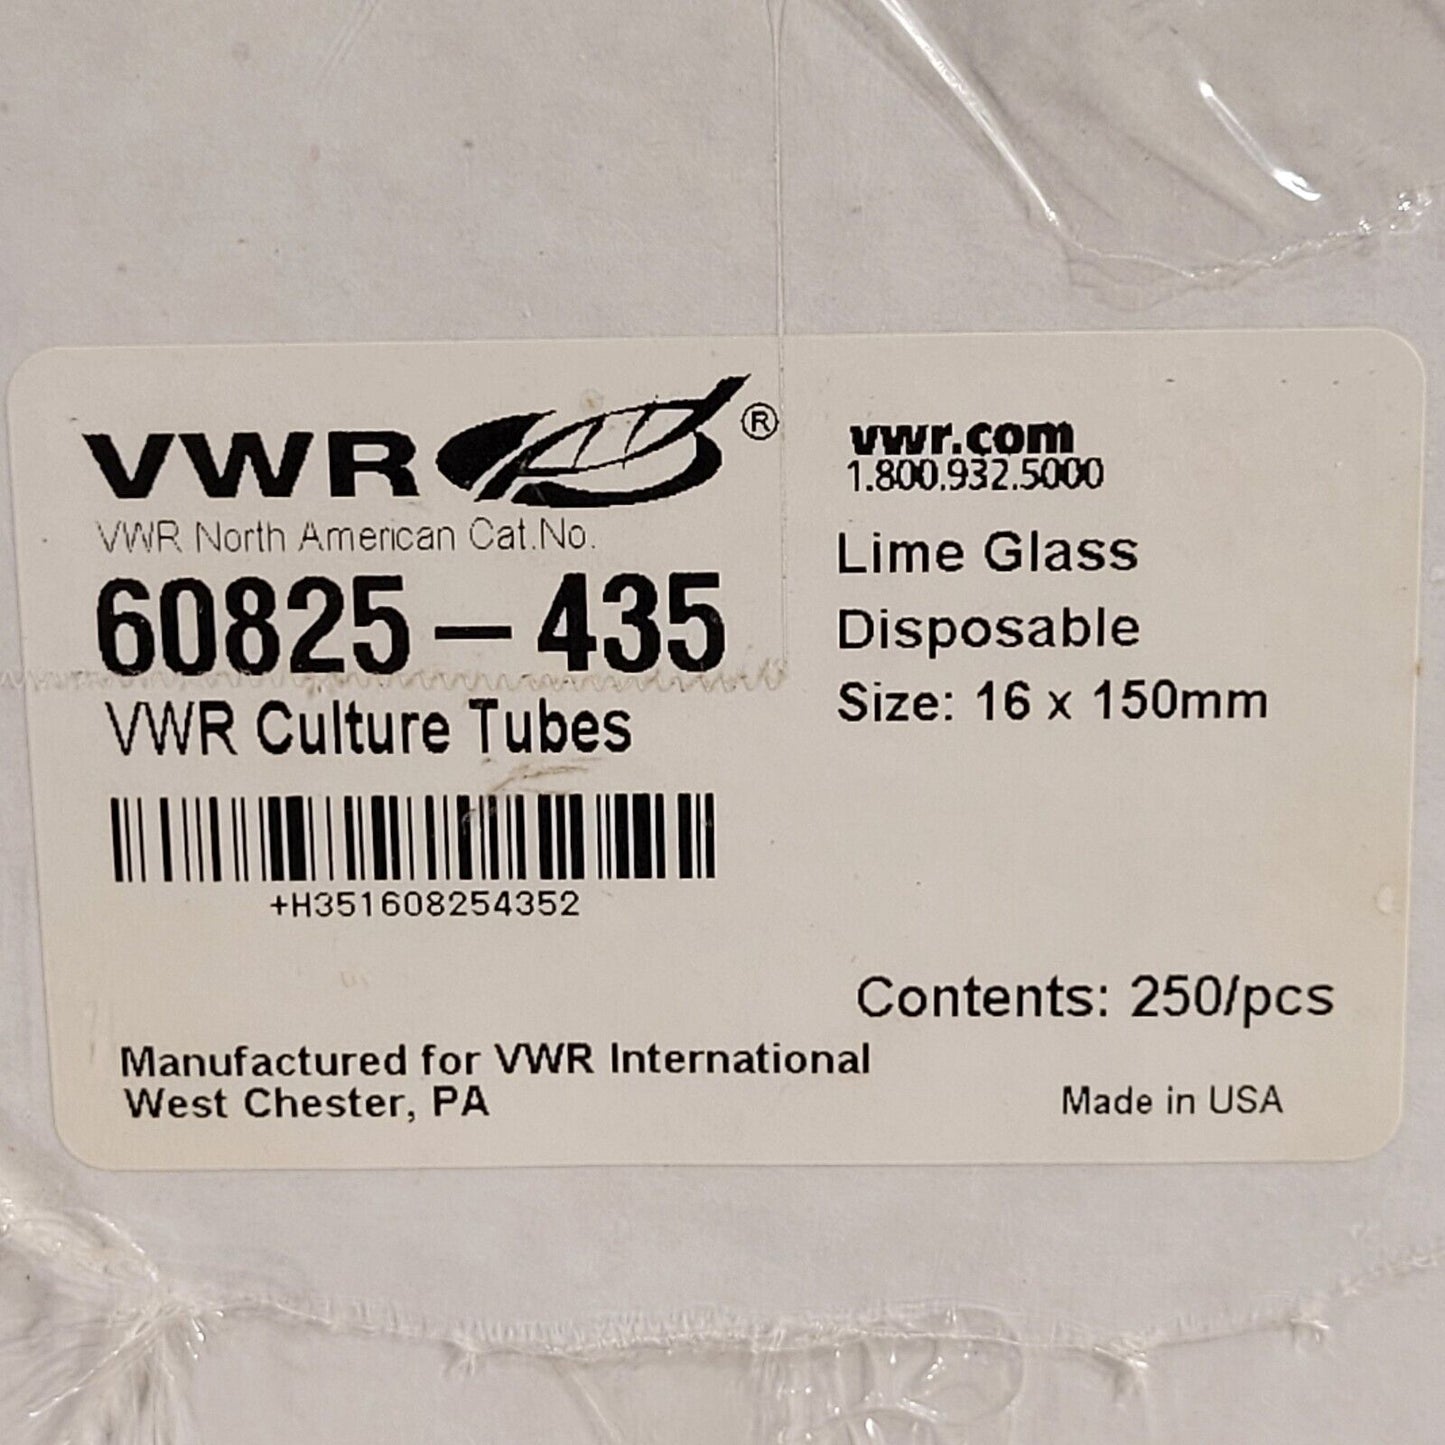 VWR ®
VWR North American Cat.No.
60825-435
VWR Culture Tubes
+H351608254352
vwr.com
1.800.932.5000
Lime Glass
Disposable
Size: 16 x 150mm
Contents: 250/pcs
Manufactured for VWR International
West Chester, PA
Made in USA